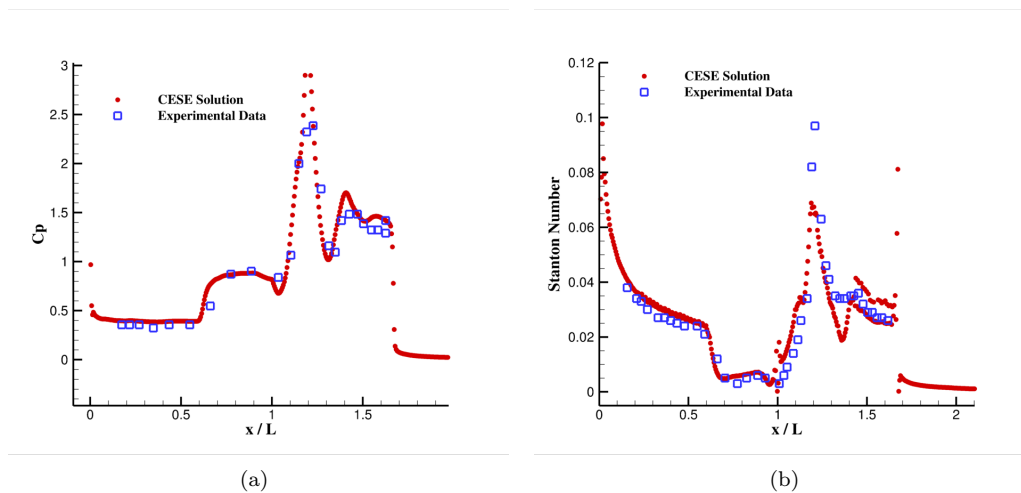 3
2.5
2
1.5
1
0.5
0
Cp
CESE Solution
Experimental Data
0 0.5 1 1.5
x / L
(a)
0.12
0.1
0.08
0.06
0.04
0.02
0
Stanton Number
CESE Solution
Experimental Data
0 0.5 1 1.5 2
x / L
(b)